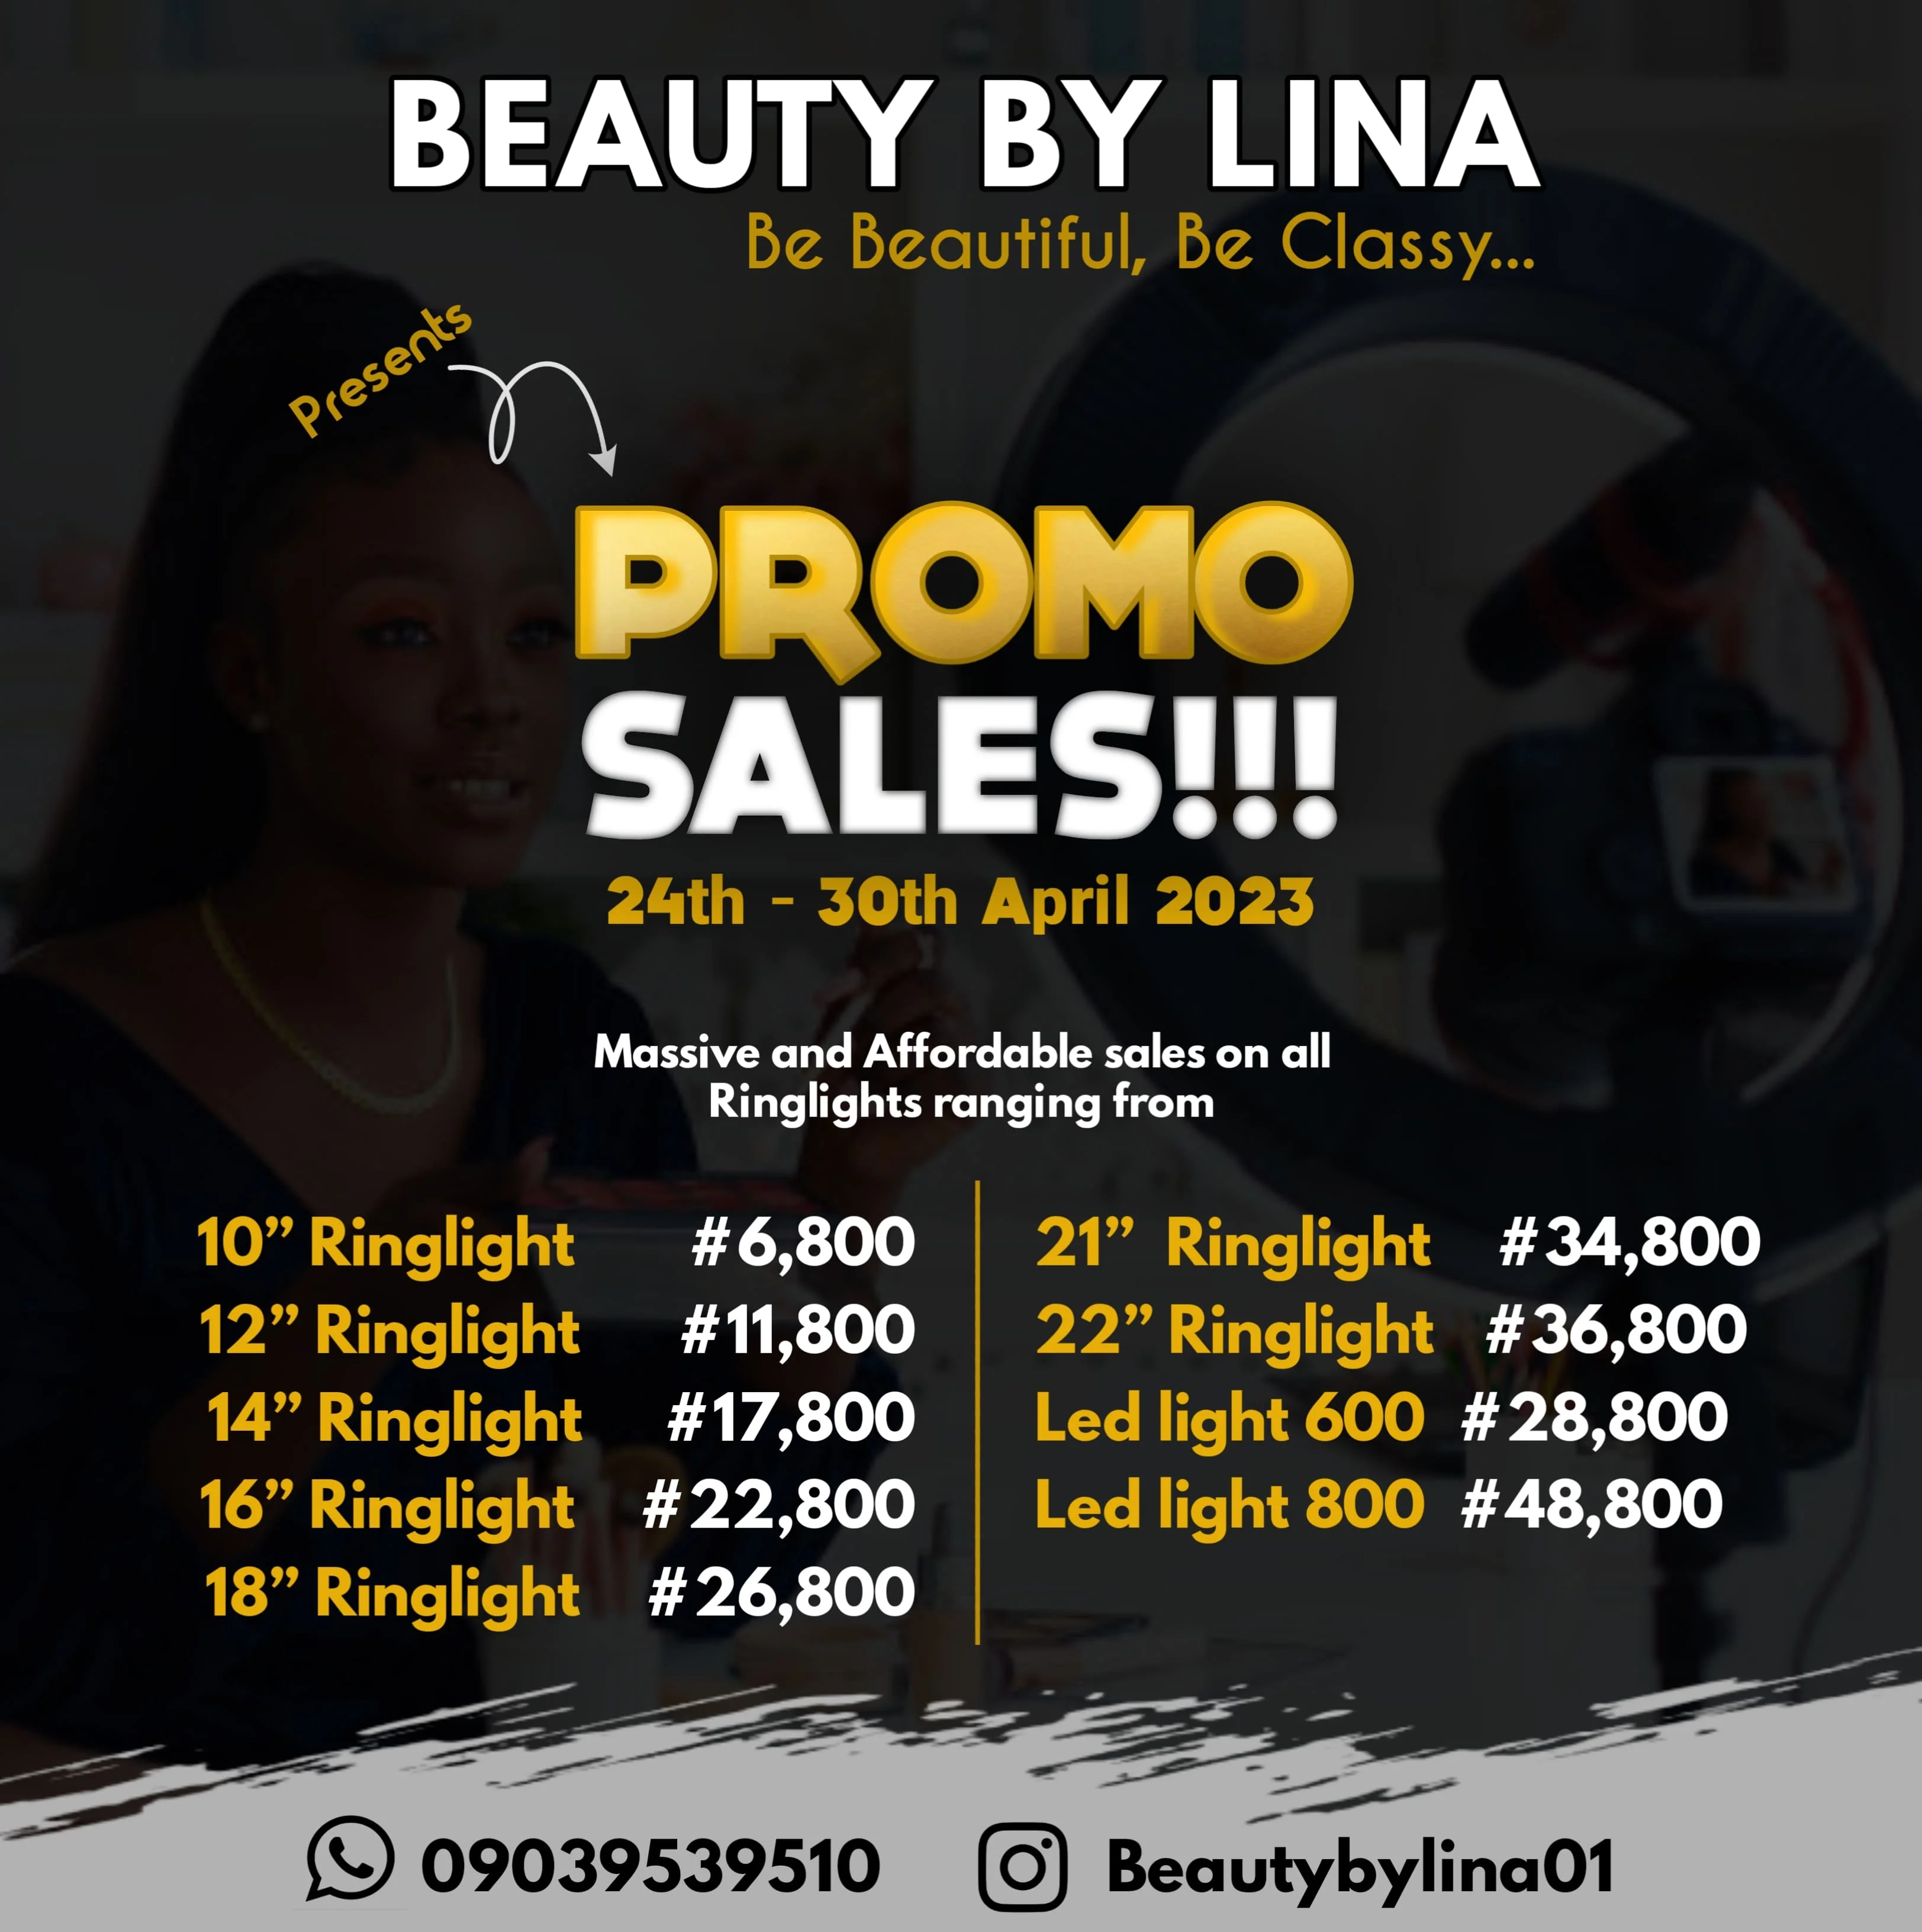 BEAUTY BY LINA
Be Beautiful, Be Classy...
Presents
PROMO
SALES!!!
24th - 30th April 2023
Massive and Affordable sales on all
Ringlights ranging from
10” Ringlight #6,800
12” Ringlight #11,800
14” Ringlight #17,800
16” Ringlight #22,800
18” Ringlight #26,800
21” Ringlight #34,800
22” Ringlight #36,800
Led light 600 #28,800
Led light 800 #48,800
09039539510 Beautybylina01